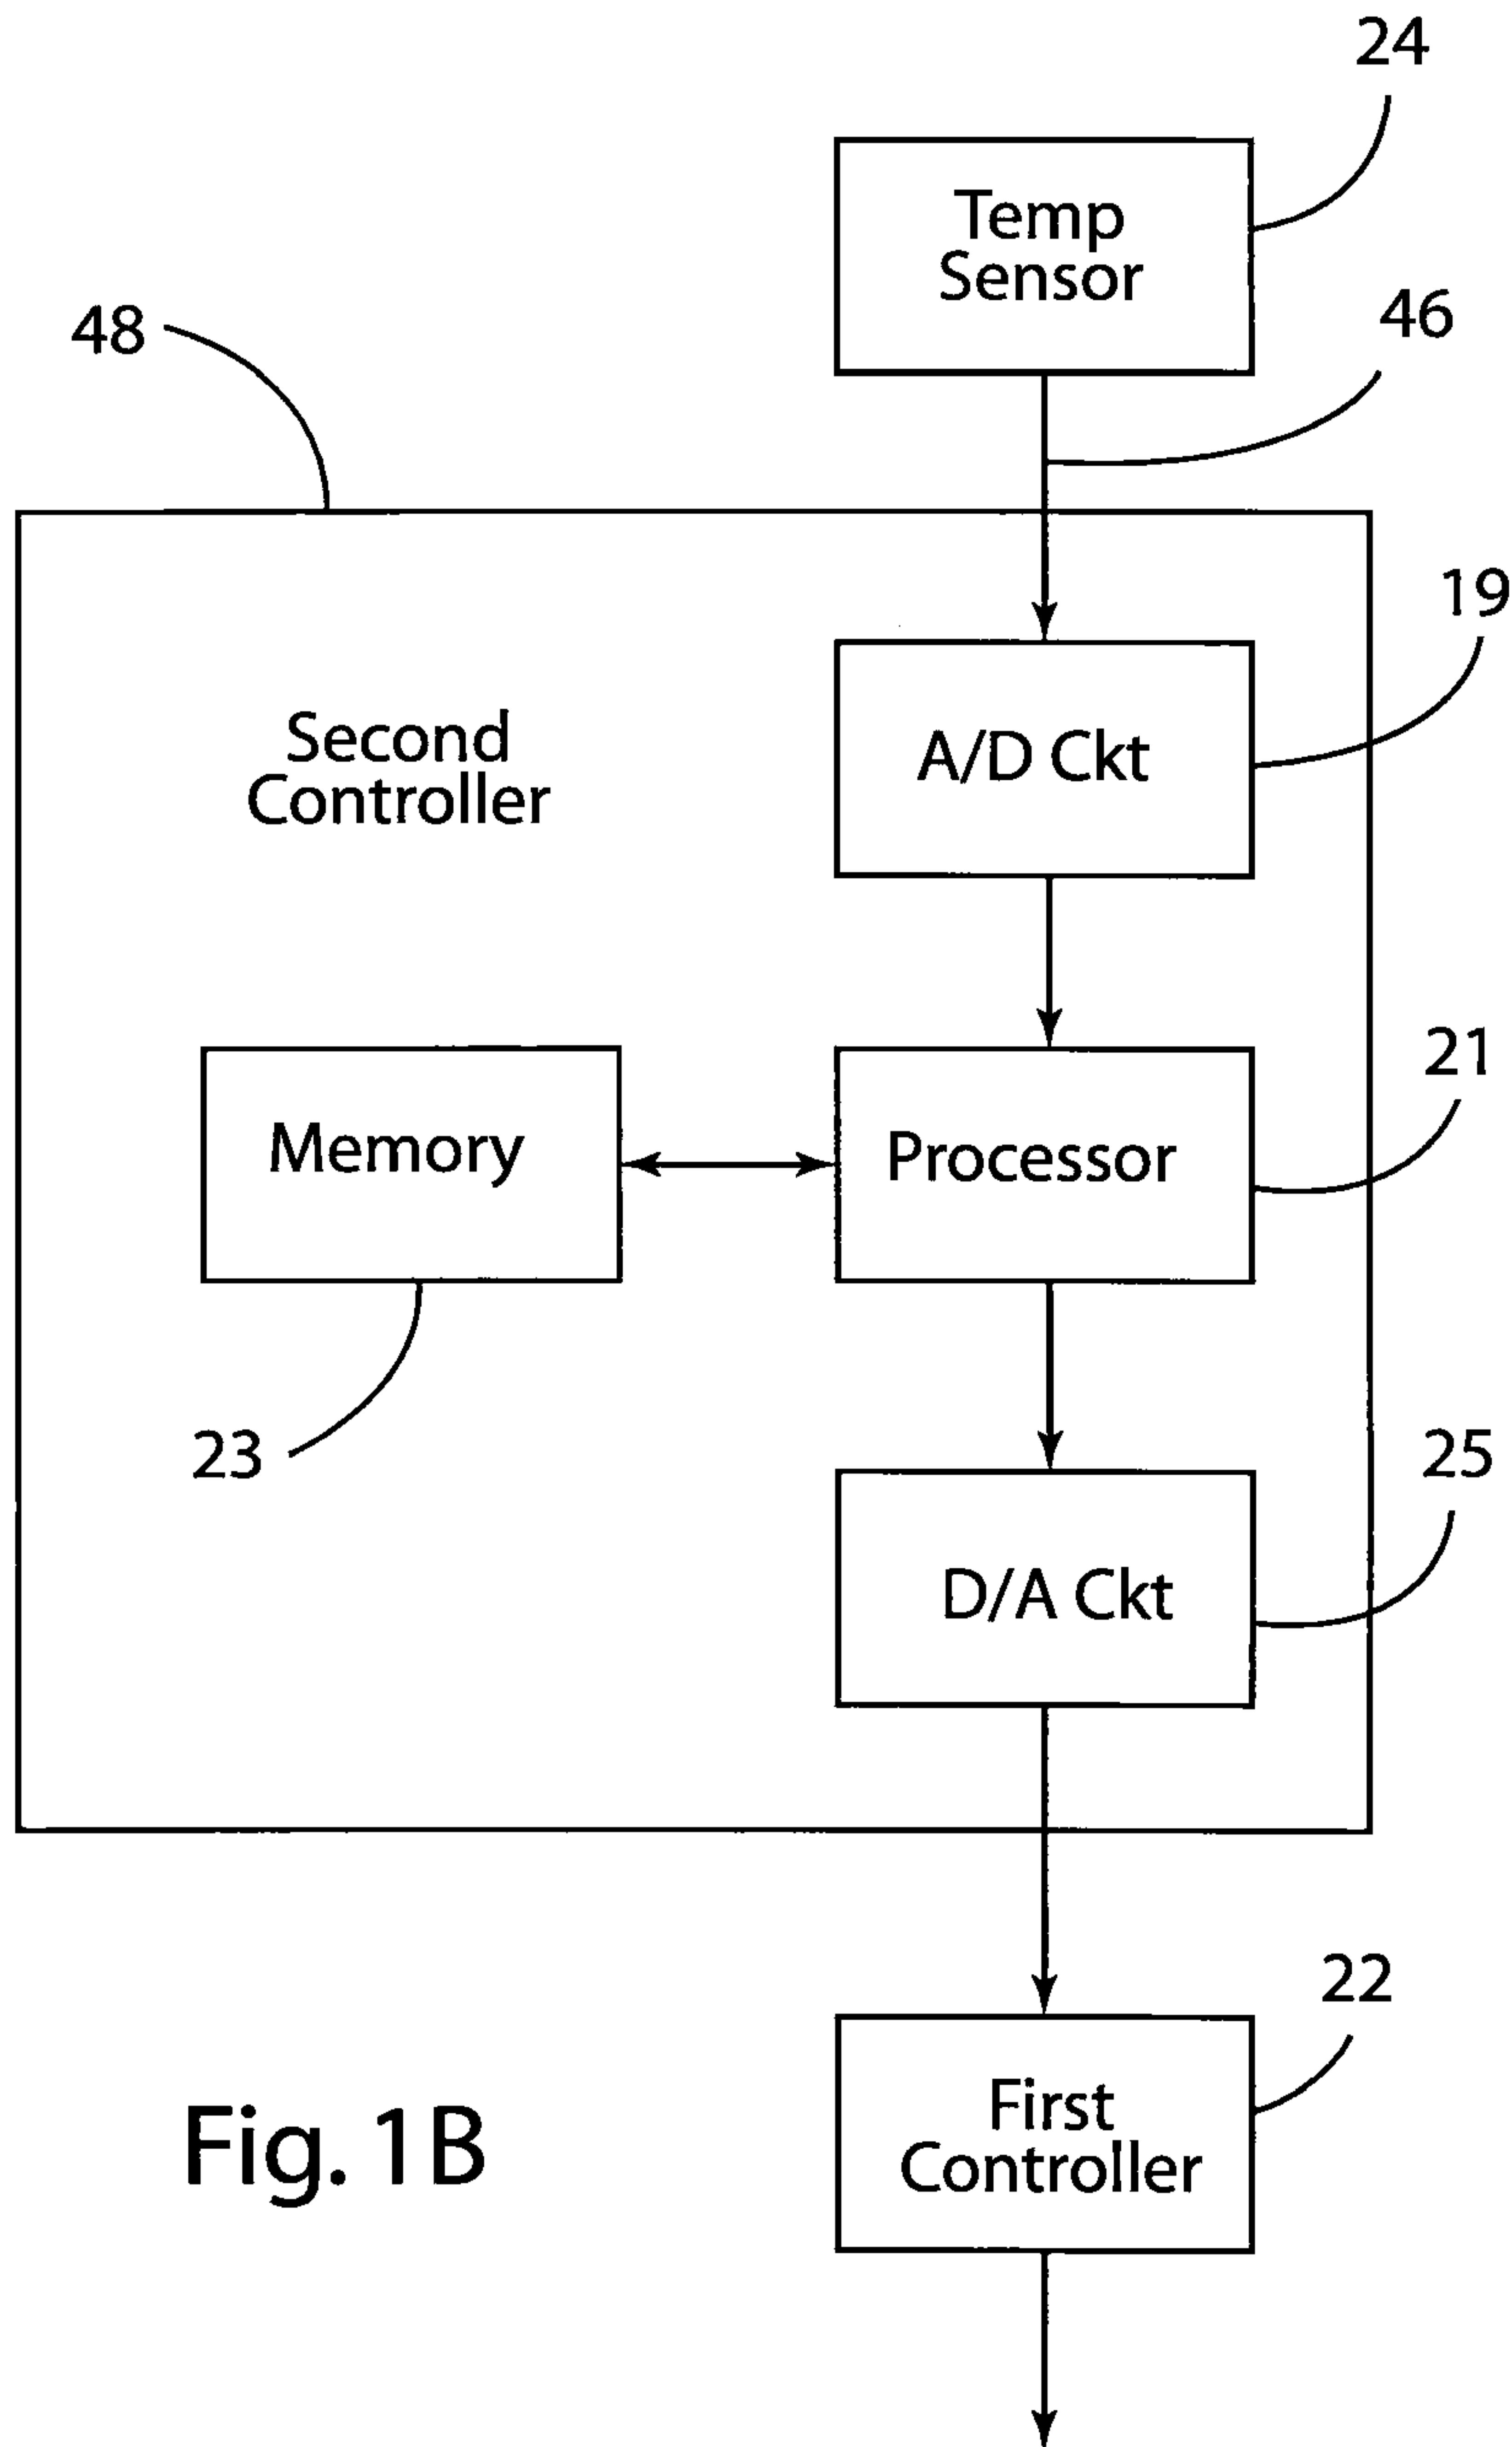 24
Temp
Sensor
48
46
19
Second
Controller
A/D Ckt
21
Memory
Processor
23
25
D/A Ckt
22
First
Controller
Fig. 1B